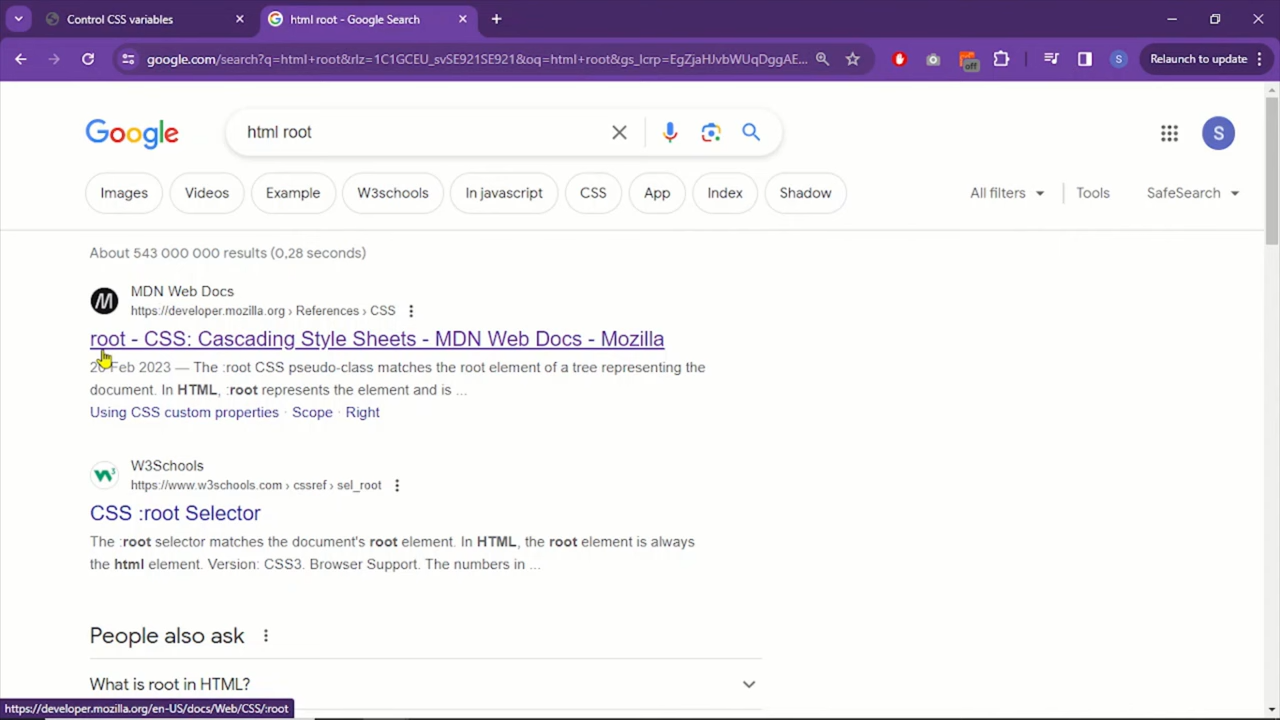 Control CSS variables
html root - Google Search
google.com/search?q=html+root&rlz=1C1GCEU_svSE921SE921&oq=html+root&gs_lcrp=EgZjaHJvbWUqDggAE...
off
S
Relaunch to update
Google
html root
S
Images
Videos
Example
W3schools
In javascript
CSS
App
Index
Shadow
All filters
Tools
SafeSearch
About 543 000 000 results (0,28 seconds)
M
MDN Web Docs
https://developer.mozilla.org › References › CSS
root - CSS: Cascading Style Sheets - MDN Web Docs - Mozilla
Feb 2023 — The :root CSS pseudo-class matches the root element of a tree representing the
document. In HTML, :root represents the element and is ...
Using CSS custom properties · Scope · Right
W3Schools
https://www.w3schools.com › cssref › sel_root
CSS :root Selector
The :root selector matches the document's root element. In HTML, the root element is always
the html element. Version: CSS3. Browser Support. The numbers in ...
People also ask
What is root in HTML?
https://developer.mozilla.org/en-US/docs/Web/CSS/:root